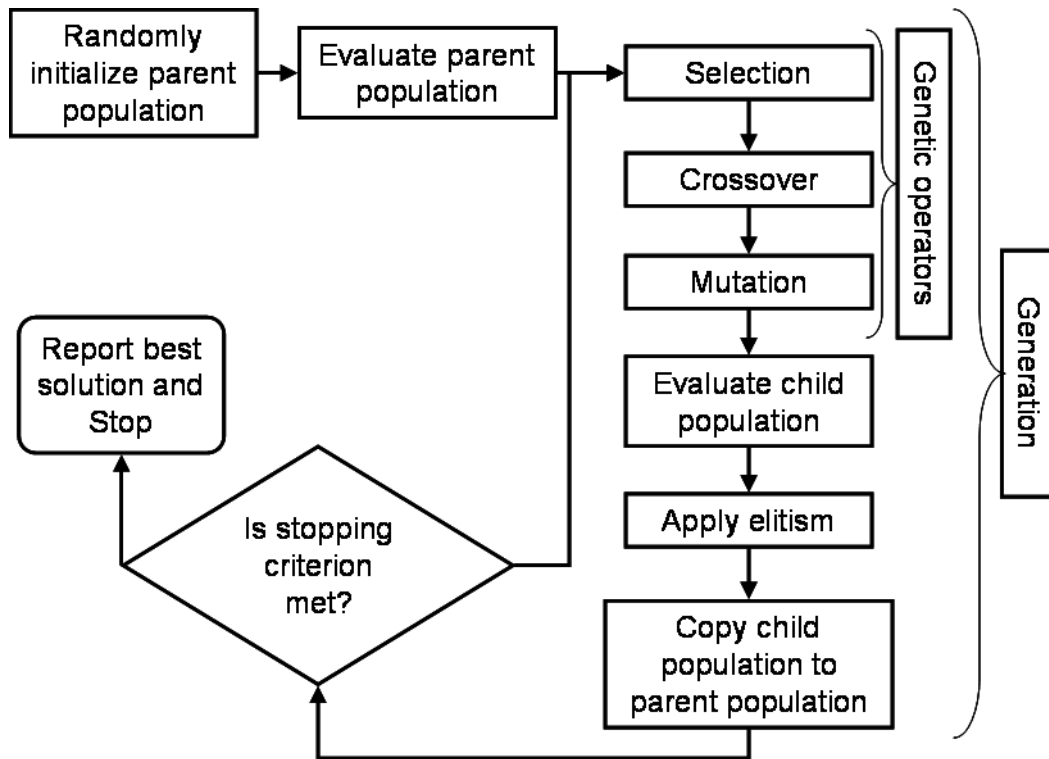 Randomly
initialize parent
population
Evaluate parent
population
Selection
Crossover
Mutation
Genetic operators
Generation
Evaluate child
population
Apply elitism
Copy child
population to
parent population
Is stopping
criterion
met?
Report best
solution and
Stop